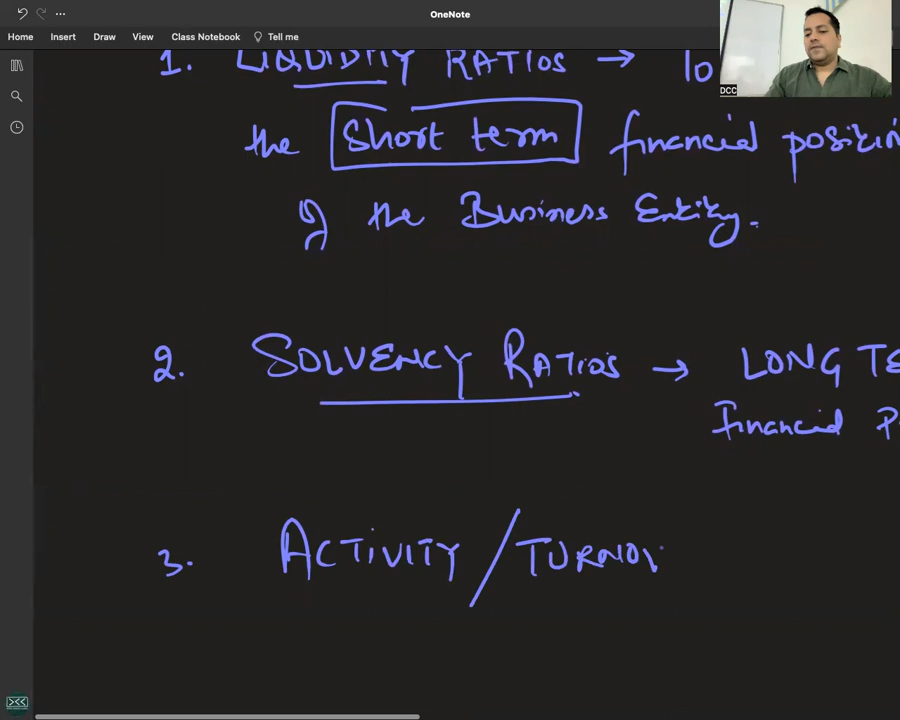 OneNote
Home Insert Draw View Class Notebook Tell me
DCC
1. LIQUIDITY RATIOS → To
the Short term financial position
of the Business Entity.
2. SOLVENCY RATIOS → LONG TE
Financial P
3. ACTIVITY / TURNOV